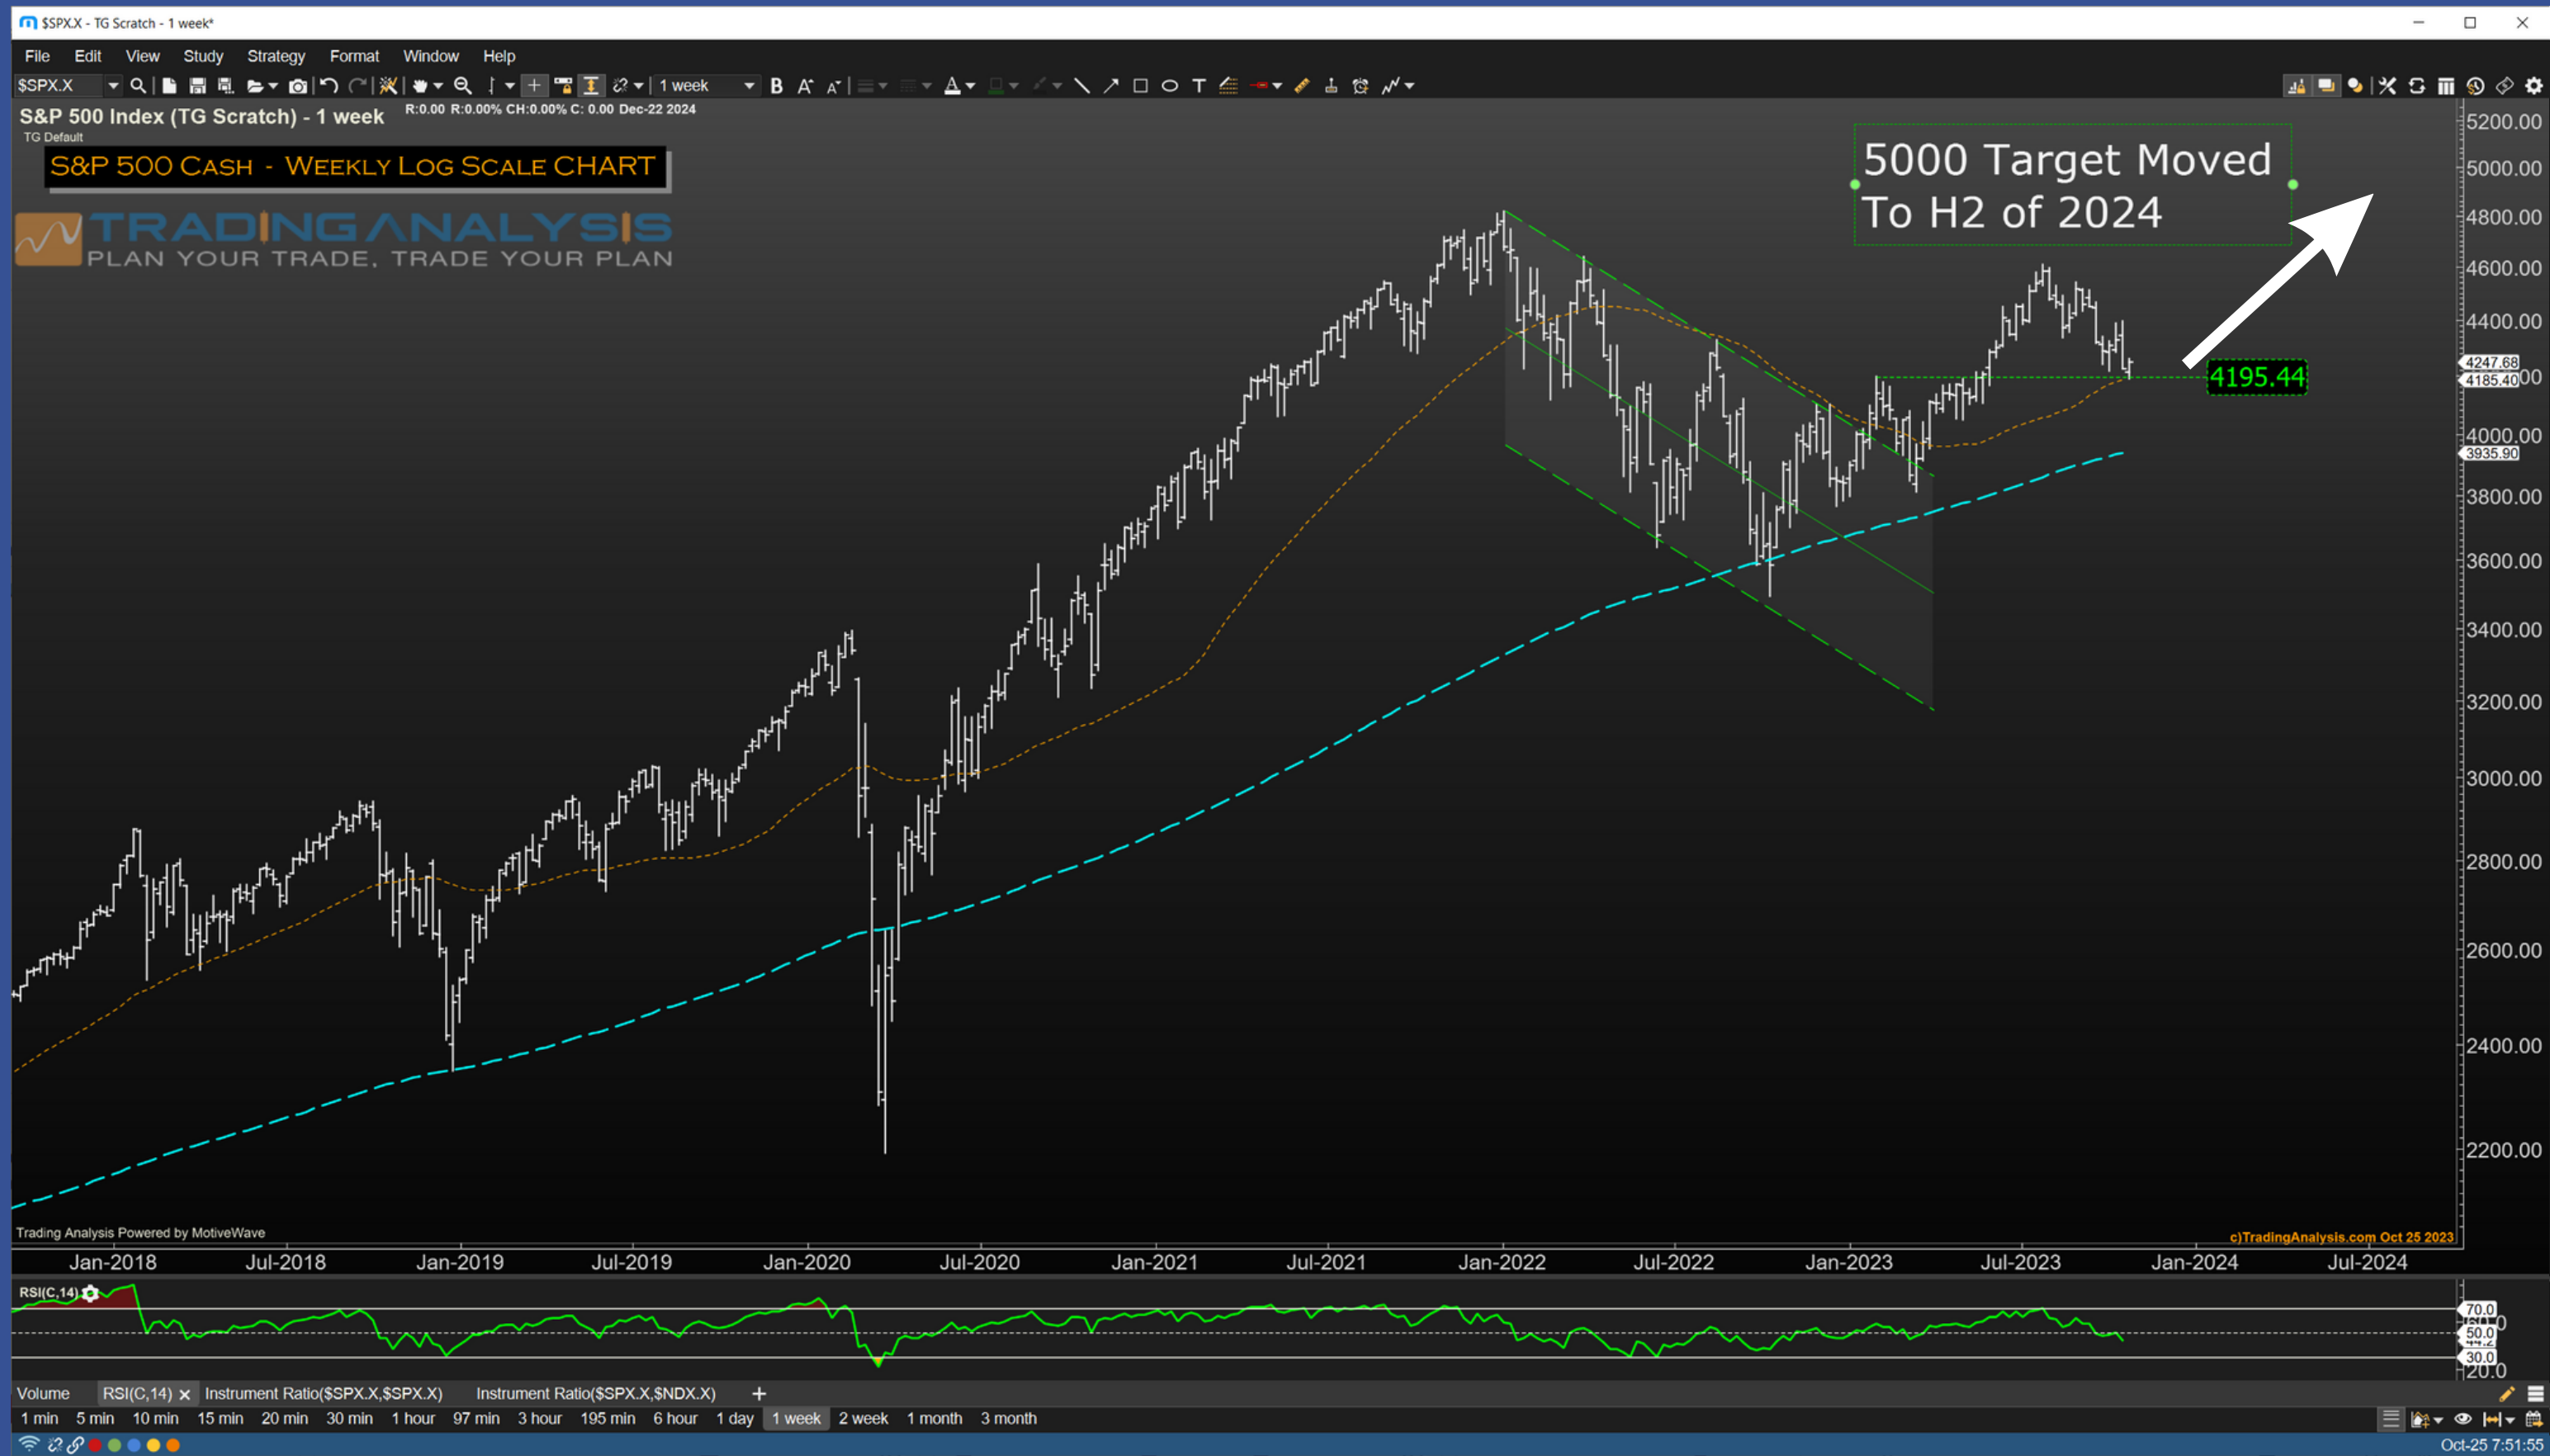 $SPX.X - TG Scratch - 1 week*
File Edit View Study Strategy Format Window Help
$SPX.X 1 week B A A A T
S&P 500 Index (TG Scratch) - 1 week R:0.00 R:0.00% CH:0.00% C: 0.00 Dec-22 2024
TG Default
S&P 500 CASH - WEEKLY LOG SCALE CHART
TRADINGANALYSIS
PLAN YOUR TRADE, TRADE YOUR PLAN
5000 Target Moved
To H2 of 2024
4195.44
5200.00
5000.00
4800.00
4600.00
4400.00
4247.68
4185.40
4000.00
3935.90
3800.00
3600.00
3400.00
3200.00
3000.00
2800.00
2600.00
2400.00
2200.00
Trading Analysis Powered by MotiveWave
c)TradingAnalysis.com Oct 25 2023
Jan-2018 Jul-2018 Jan-2019 Jul-2019 Jan-2020 Jul-2020 Jan-2021 Jul-2021 Jan-2022 Jul-2022 Jan-2023 Jul-2023 Jan-2024 Jul-2024
RSI(C,14)
70.0
50.0
30.0
20.0
Volume RSI(C,14) Instrument Ratio($SPX.X,$SPX.X) Instrument Ratio($SPX.X,$NDX.X)
1 min 5 min 10 min 15 min 20 min 30 min 1 hour 97 min 3 hour 195 min 6 hour 1 day 1 week 2 week 1 month 3 month
Oct-25 7:51:55